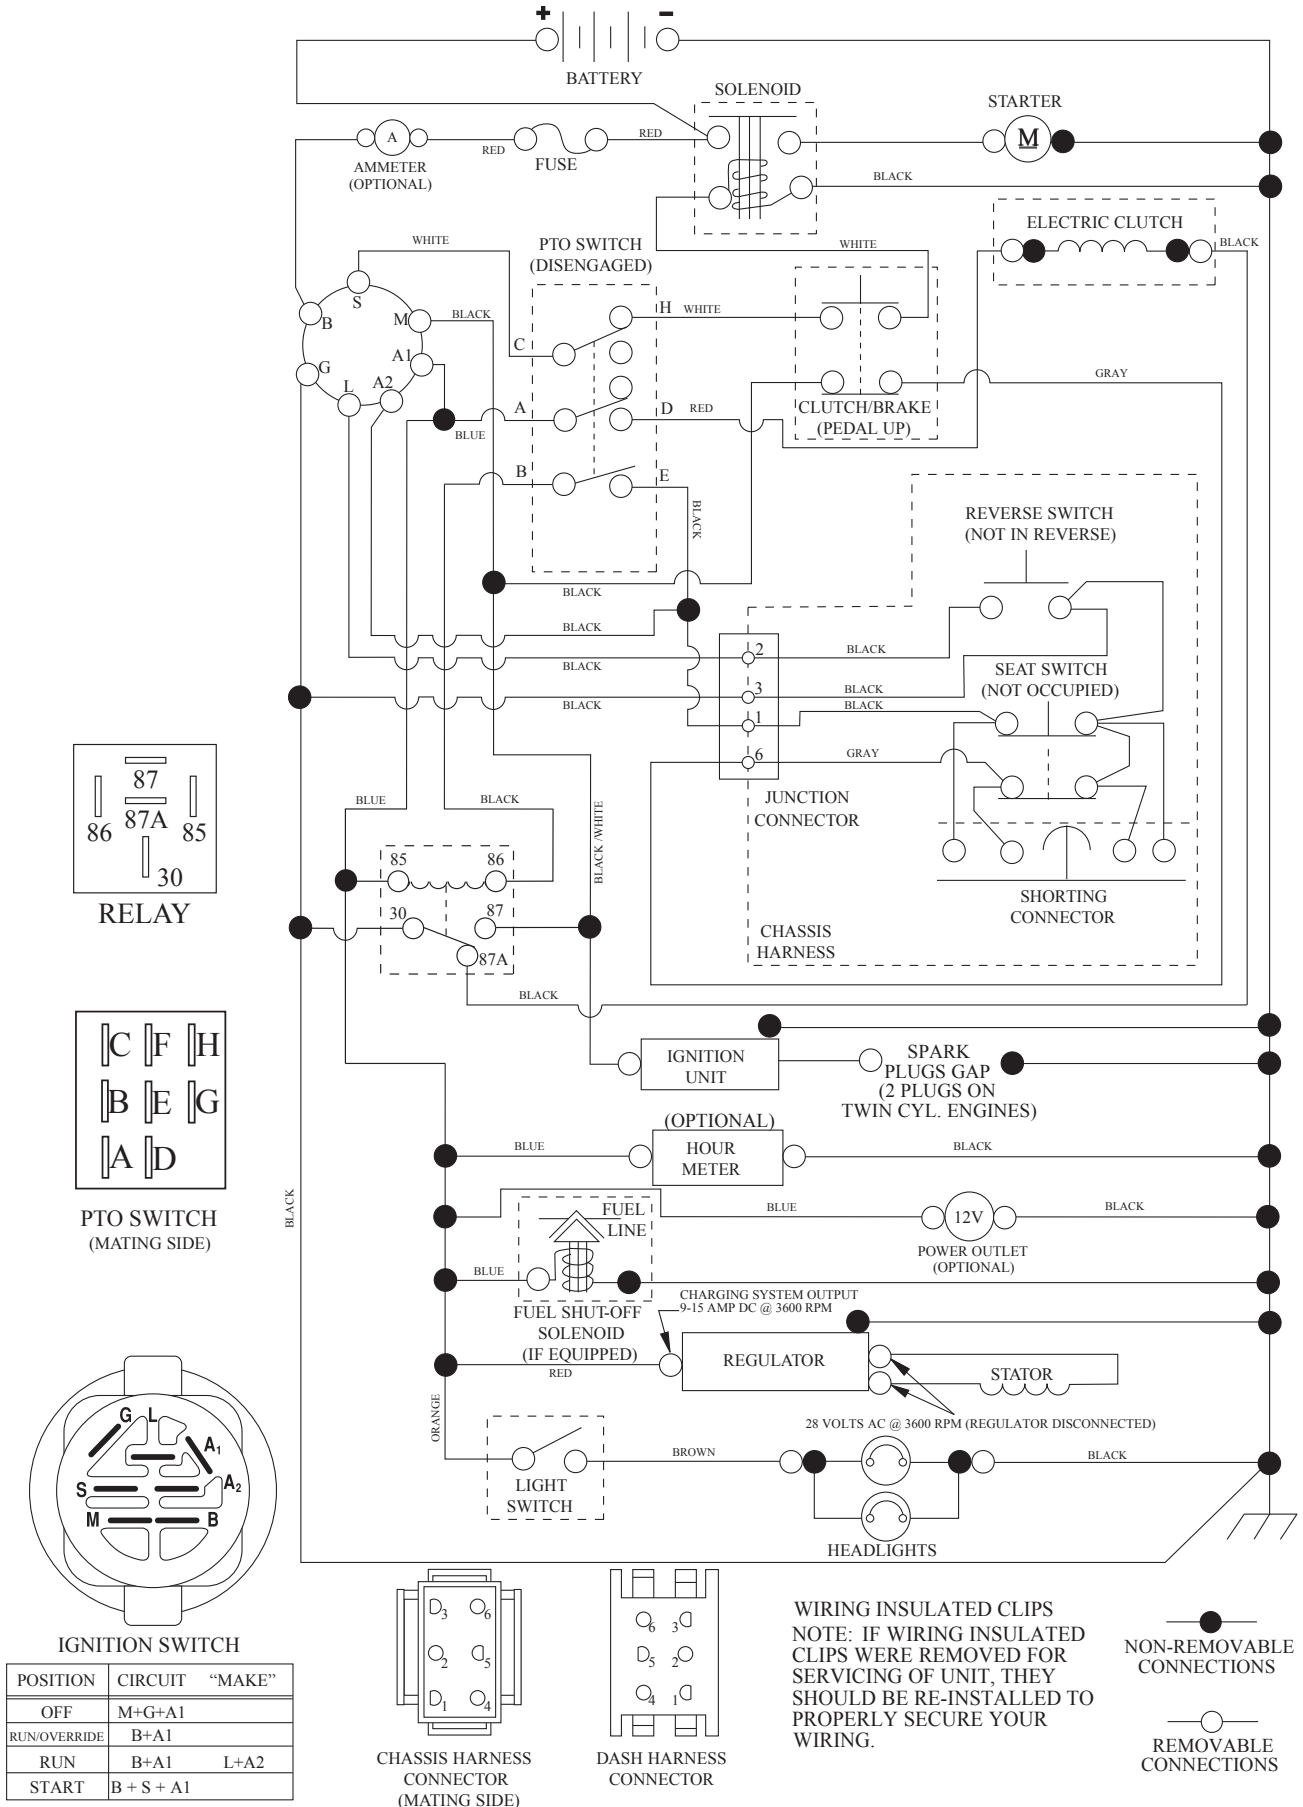 + −
BATTERY
SOLENOID
STARTER
A
M
RED
FUSE
RED
AMMETER
(OPTIONAL)
BLACK
ELECTRIC CLUTCH
WHITE
PTO SWITCH
(DISENGAGED)
WHITE
BLACK
S
B
M
BLACK
H
WHITE
C
A1
G
A2
L
GRAY
CLUTCH/BRAKE
(PEDAL UP)
A
D
RED
BLUE
B
E
BLACK
REVERSE SWITCH
(NOT IN REVERSE)
BLACK
BLACK
2
BLACK
BLACK
SEAT SWITCH
(NOT OCCUPIED)
3
BLACK
BLACK
BLACK
1
6
GRAY
JUNCTION
CONNECTOR
87
87A
86
85
30
RELAY
BLUE
BLACK
BLACK /WHITE
85
86
30
87
87A
SHORTING
CONNECTOR
CHASSIS
HARNESS
BLACK
C F H
B E G
A D
PTO SWITCH
(MATING SIDE)
IGNITION
UNIT
SPARK
PLUGS GAP
(2 PLUGS ON
TWIN CYL. ENGINES)
(OPTIONAL)
HOUR
METER
BLUE
BLACK
BLACK
FUEL
LINE
BLUE
12V
BLACK
POWER OUTLET
(OPTIONAL)
BLUE
FUEL SHUT-OFF
SOLENOID
(IF EQUIPPED)
CHARGING SYSTEM OUTPUT
9-15 AMP DC @ 3600 RPM
REGULATOR
STATOR
RED
ORANGE
28 VOLTS AC @ 3600 RPM (REGULATOR DISCONNECTED)
BROWN
BLACK
LIGHT
SWITCH
HEADLIGHTS
G L
A1
S
A2
M
B
IGNITION SWITCH
POSITION CIRCUIT “MAKE”
OFF M+G+A1
RUN/OVERRIDE B+A1
RUN B+A1 L+A2
START B + S + A1
3 6
2 5
1 4
CHASSIS HARNESS
CONNECTOR
(MATING SIDE)
6 3
5 2
4 1
DASH HARNESS
CONNECTOR
WIRING INSULATED CLIPS
NOTE: IF WIRING INSULATED
CLIPS WERE REMOVED FOR
SERVICING OF UNIT, THEY
SHOULD BE RE-INSTALLED TO
PROPERLY SECURE YOUR
WIRING.
NON-REMOVABLE
CONNECTIONS
REMOVABLE
CONNECTIONS